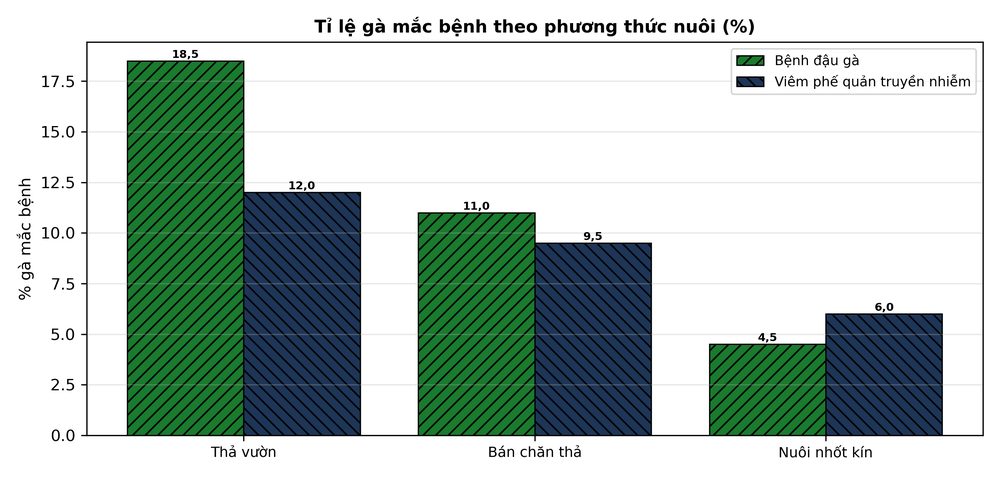 Tỉ lệ gà mắc bệnh theo phương thức nuôi (%)
Bệnh đậu gà
Viêm phế quản truyền nhiễm
% gà mắc bệnh
17.5
15.0
12.5
10.0
7.5
5.0
2.5
0.0
18,5
12,0
11,0
9,5
4,5
6,0
Thả vườn
Bán chăn thả
Nuôi nhốt kín